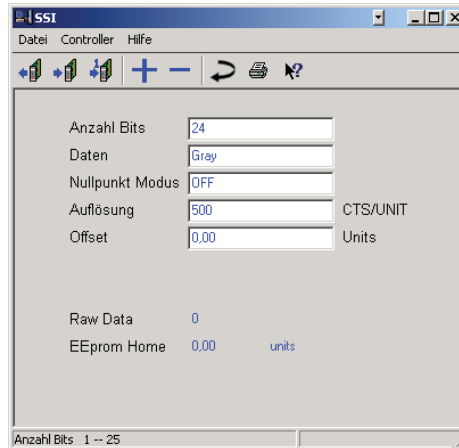 SSI
Datei Controller Hilfe
Anzahl Bits 24
Daten Gray
Nullpunkt Modus OFF
Auflösung 500 CTS/UNIT
Offset 0,00 Units
Raw Data 0
EEprom Home 0,00 units
Anzahl Bits 1 -- 25